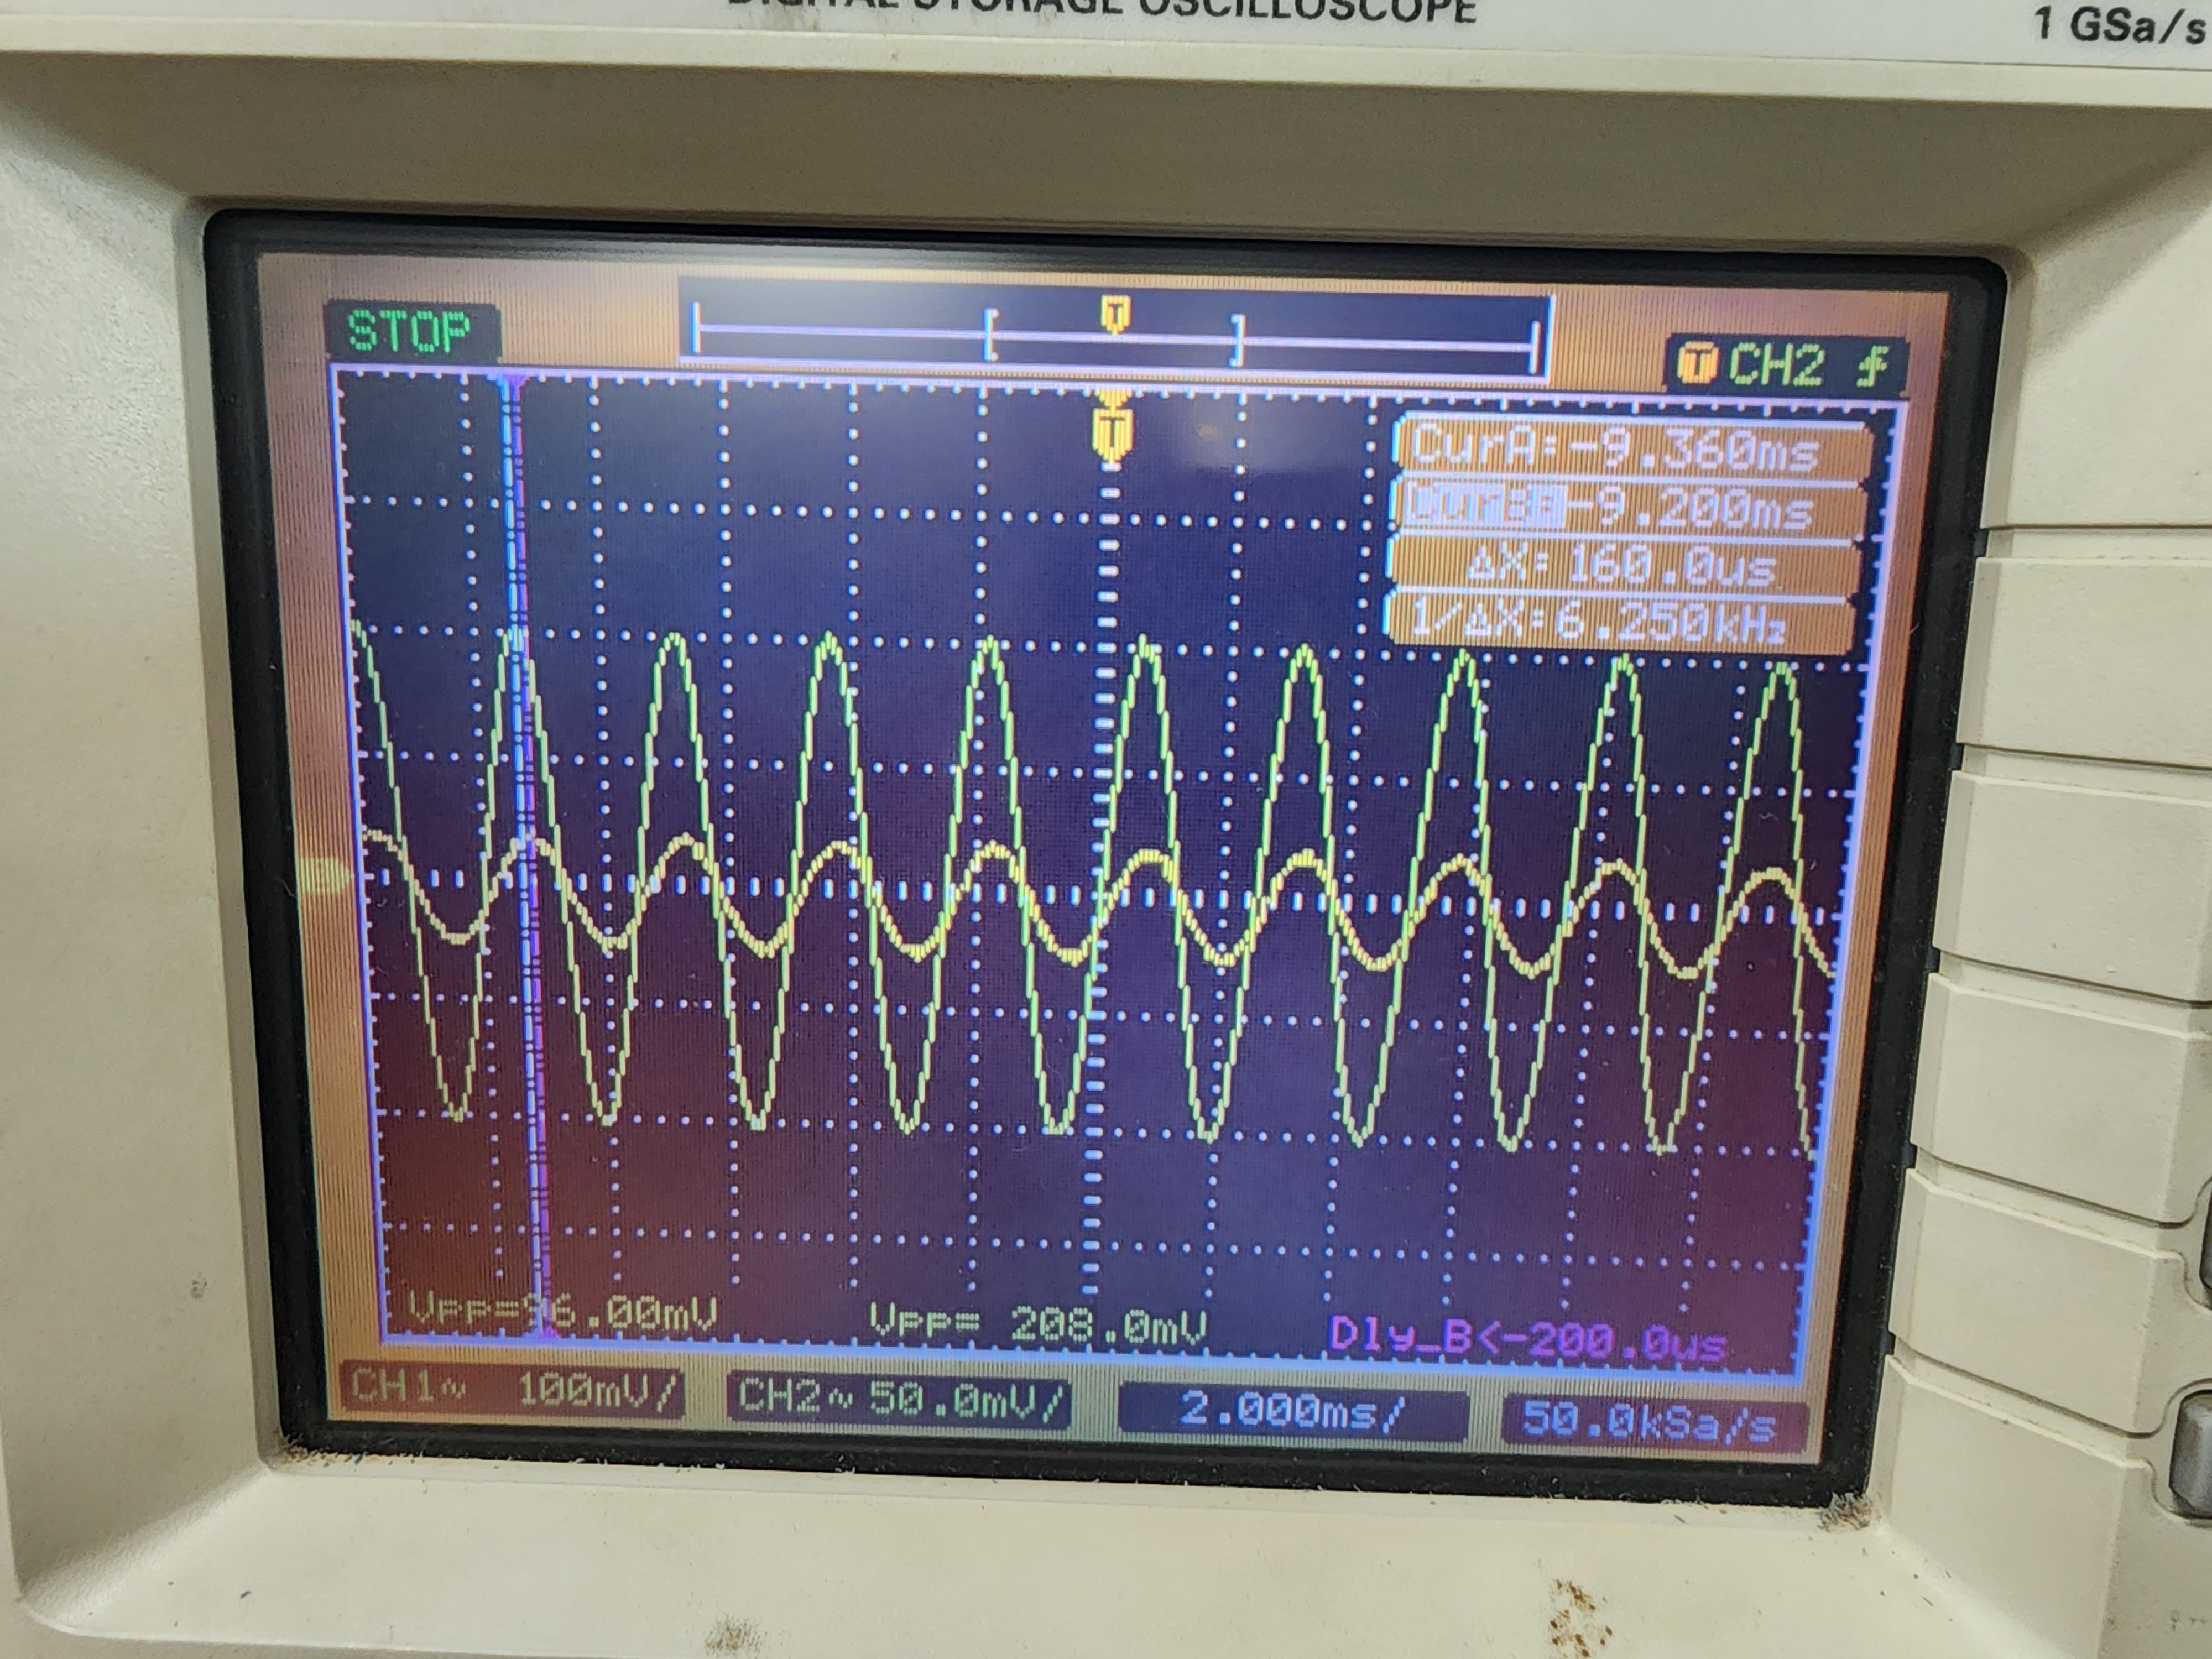 DIGITAL STORAGE OSCILLOSCOPE
1 GSa/s
STOP
T
T CH2
T
CurA:-9.360ms
-9.200ms
ΔX: 160.0us
1/ΔX:6.250kHz
Vpp=96.00mV
Vpp= 208.0mV
Dly_B<-200.0us
CH1~ 100mV/
CH2~ 50.0mV/
2.000ms/
50.0kSa/s